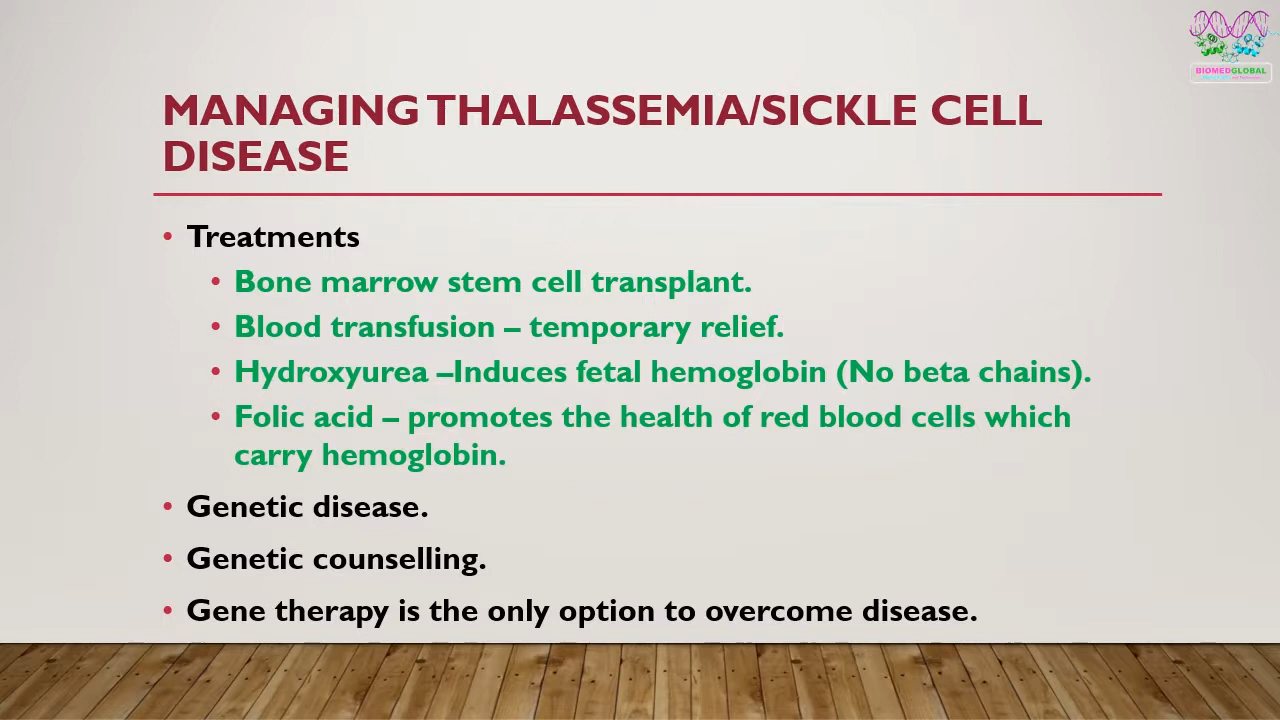 BIOMEDGLOBAL
MANAGING THALASSEMIA/SICKLE CELL
DISEASE
• Treatments
• Bone marrow stem cell transplant.
• Blood transfusion – temporary relief.
• Hydroxyurea –Induces fetal hemoglobin (No beta chains).
• Folic acid – promotes the health of red blood cells which
carry hemoglobin.
• Genetic disease.
• Genetic counselling.
• Gene therapy is the only option to overcome disease.